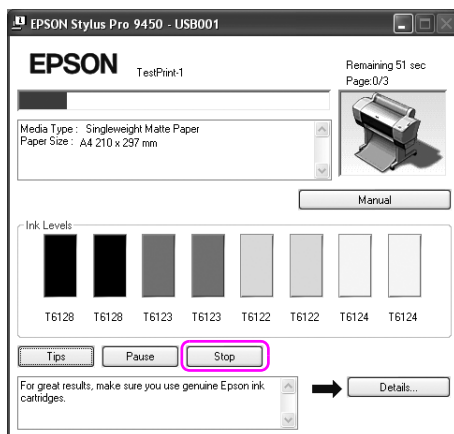 EPSON Stylus Pro 9450 - USB001
EPSON TestPrint-1
Remaining 51 sec
Page:0/3
Media Type : Singleweight Matte Paper
Paper Size : A4 210 x 297 mm
Manual
Ink Levels
T6128 T6128 T6123 T6123 T6122 T6122 T6124 T6124
Tips Pause Stop
For great results, make sure you use genuine Epson ink
cartridges.
Details...